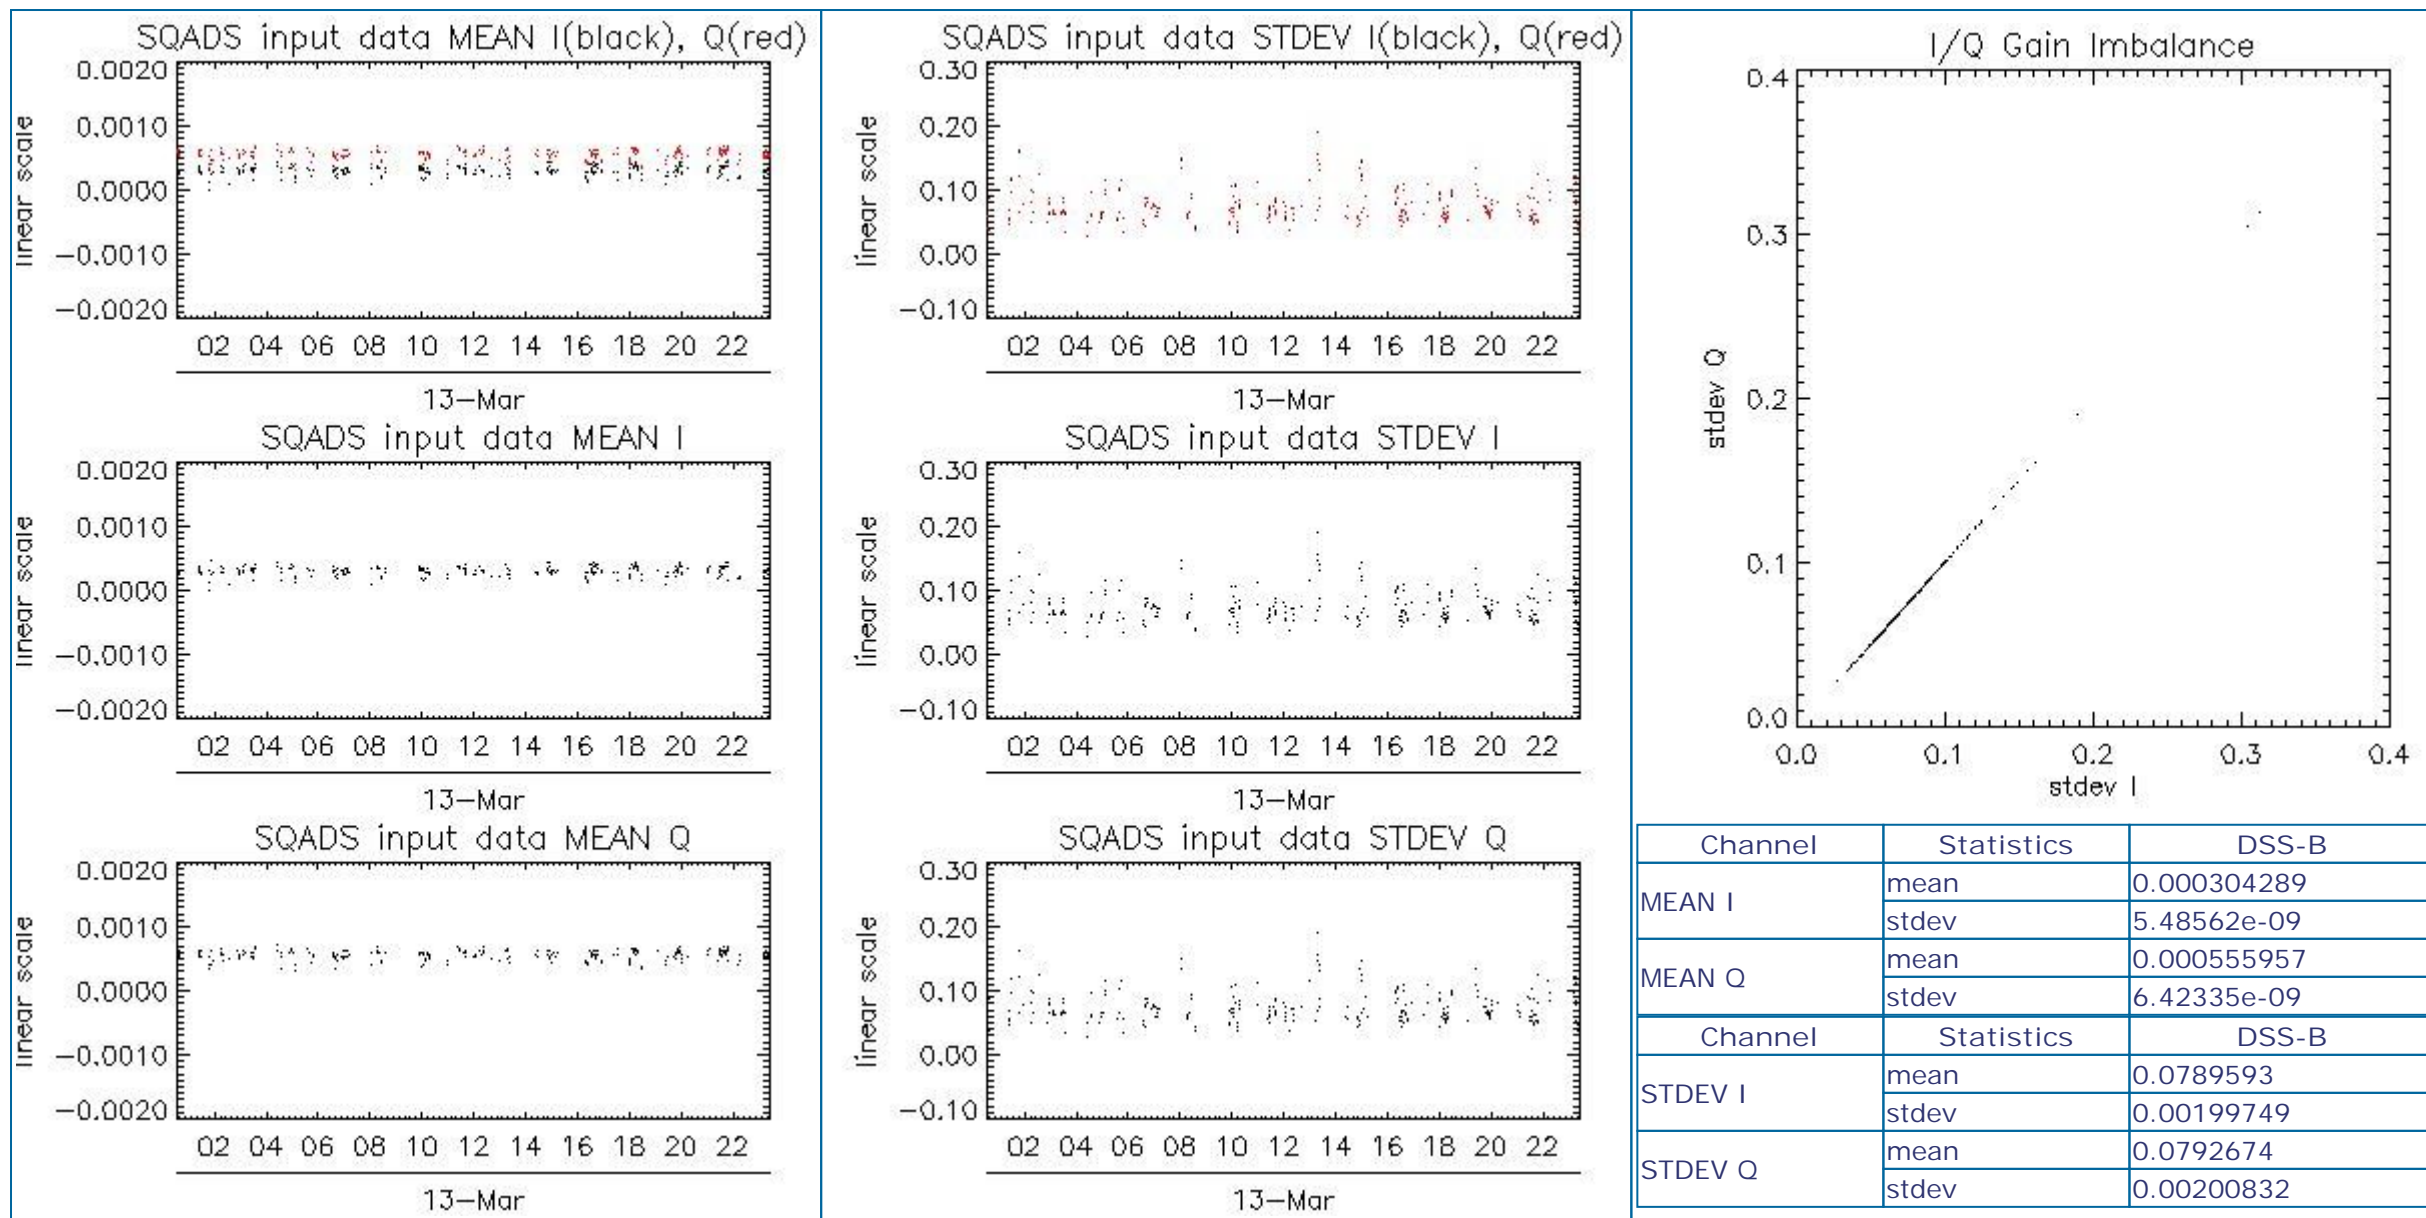 SQADS input data MEAN I(black), Q(red)
linear scale
0.0020
0.0010
0.0000
−0.0010
−0.0020
02 04 06 08 10 12 14 16 18 20 22
13−Mar
SQADS input data MEAN I
linear scale
0.0020
0.0010
0.0000
−0.0010
−0.0020
02 04 06 08 10 12 14 16 18 20 22
13−Mar
SQADS input data MEAN Q
linear scale
0.0020
0.0010
0.0000
−0.0010
−0.0020
02 04 06 08 10 12 14 16 18 20 22
13−Mar
SQADS input data STDEV I(black), Q(red)
linear scale
0.30
0.20
0.10
0.00
−0.10
02 04 06 08 10 12 14 16 18 20 22
13−Mar
SQADS input data STDEV I
linear scale
0.30
0.20
0.10
0.00
−0.10
02 04 06 08 10 12 14 16 18 20 22
13−Mar
SQADS input data STDEV Q
linear scale
0.30
0.20
0.10
0.00
−0.10
02 04 06 08 10 12 14 16 18 20 22
13−Mar
I/Q Gain Imbalance
stdev Q
0.4
0.3
0.2
0.1
0.0
0.0 0.1 0.2 0.3 0.4
stdev I
Channel Statistics DSS-B
MEAN I mean 0.000304289
stdev 5.48562e-09
MEAN Q mean 0.000555957
stdev 6.42335e-09
Channel Statistics DSS-B
STDEV I mean 0.0789593
stdev 0.00199749
STDEV Q mean 0.0792674
stdev 0.00200832